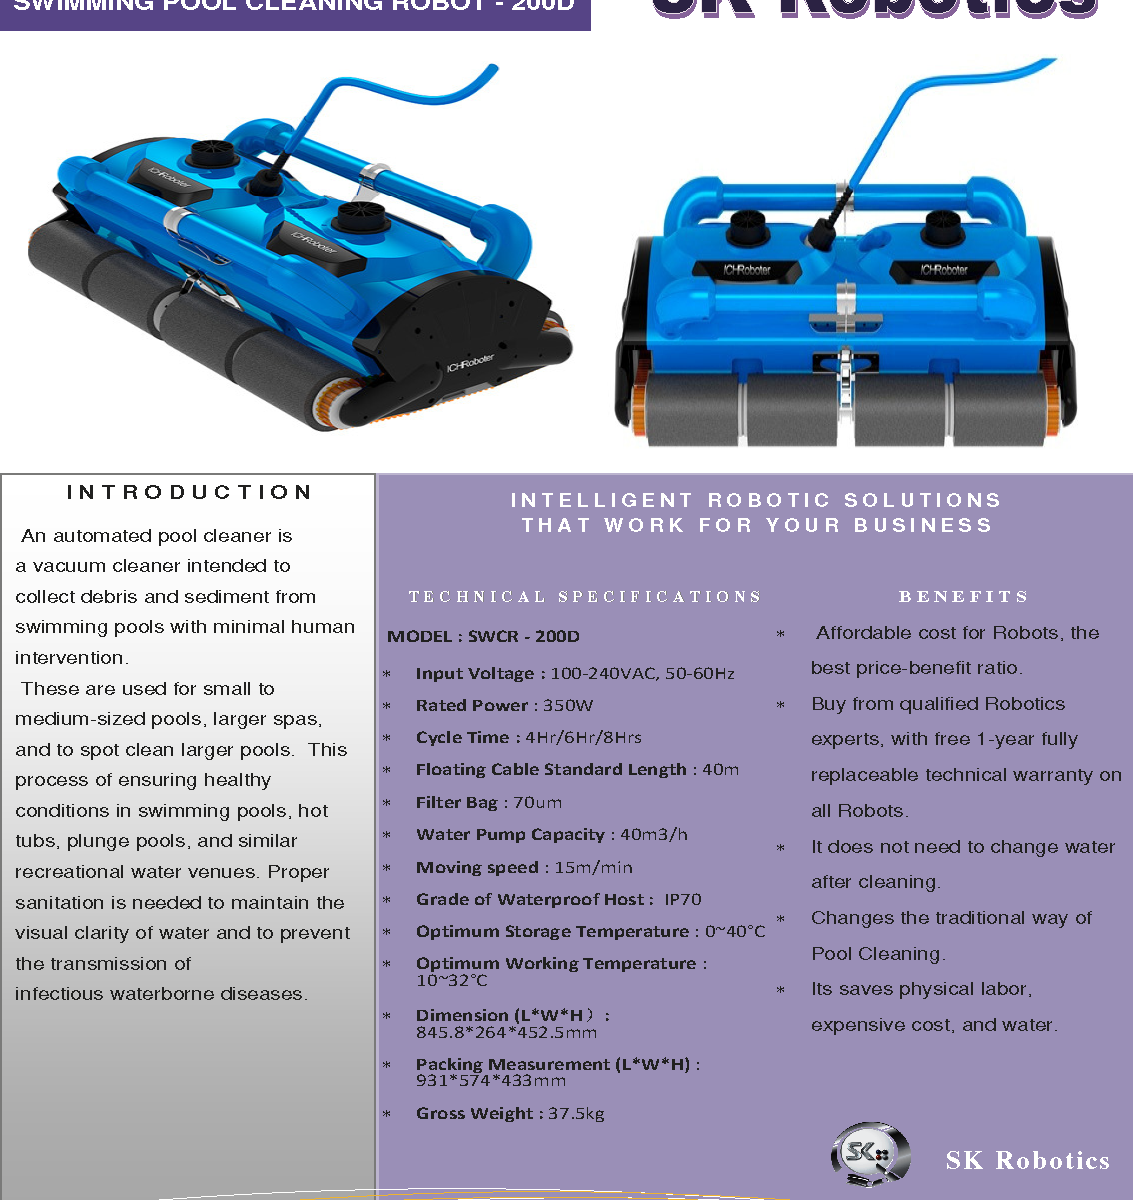 SWIMMING POOL CLEANING ROBOT - 200D
SK Robotics
ICHRoboter
ICHRoboter
ICHRoboter
ICHRoboter
ICHRoboter
INTRODUCTION
An automated pool cleaner is
a vacuum cleaner intended to
collect debris and sediment from
swimming pools with minimal human
intervention.
These are used for small to
medium-sized pools, larger spas,
and to spot clean larger pools.  This
process of ensuring healthy
conditions in swimming pools, hot
tubs, plunge pools, and similar
recreational water venues. Proper
sanitation is needed to maintain the
visual clarity of water and to prevent
the transmission of
infectious waterborne diseases.
INTELLIGENT ROBOTIC SOLUTIONS
THAT WORK FOR YOUR BUSINESS
TECHNICAL SPECIFICATIONS
MODEL : SWCR - 200D
* Input Voltage : 100-240VAC, 50-60Hz
* Rated Power : 350W
* Cycle Time : 4Hr/6Hr/8Hrs
* Floating Cable Standard Length : 40m
* Filter Bag : 70um
* Water Pump Capacity : 40m3/h
* Moving speed : 15m/min
* Grade of Waterproof Host :  IP70
* Optimum Storage Temperature : 0~40°C
* Optimum Working Temperature :
10~32°C
* Dimension (L*W*H） :
845.8*264*452.5mm
* Packing Measurement (L*W*H) :
931*574*433mm
* Gross Weight : 37.5kg
BENEFITS
* Affordable cost for Robots, the
best price-benefit ratio.
* Buy from qualified Robotics
experts, with free 1-year fully
replaceable technical warranty on
all Robots.
* It does not need to change water
after cleaning.
* Changes the traditional way of
Pool Cleaning.
* Its saves physical labor,
expensive cost, and water.
SK
SK Robotics